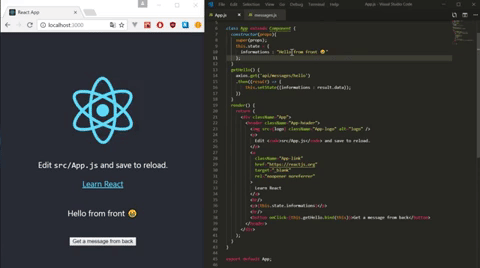 React App
localhost:3000
Edit src/App.js and save to reload.
Learn React
Hello from front 😀
Get a message from back
App.js
messages.js
class App extends Component {
constructor(props){
super(props);
this.state = {
informations : "Hello from front 😀"
};
}
getHello() {
axios.get('api/messages/hello')
.then((result) => {
this.setState({informations : result.data});
})
}
render() {
return (
<div className="App">
<header className="App-header">
<img src={logo} className="App-logo" alt="logo" />
<p>
Edit <code>src/App.js</code> and save to reload.
</p>
<a
className="App-link"
href="https://reactjs.org"
target="_blank"
rel="noopener noreferrer"
>
Learn React
</a>
<br/>
<p>{this.state.informations}</p>
<br/>
<button onClick={this.getHello.bind(this)}>Get a message from back</button>
</header>
</div>
);
}
}
export default App;